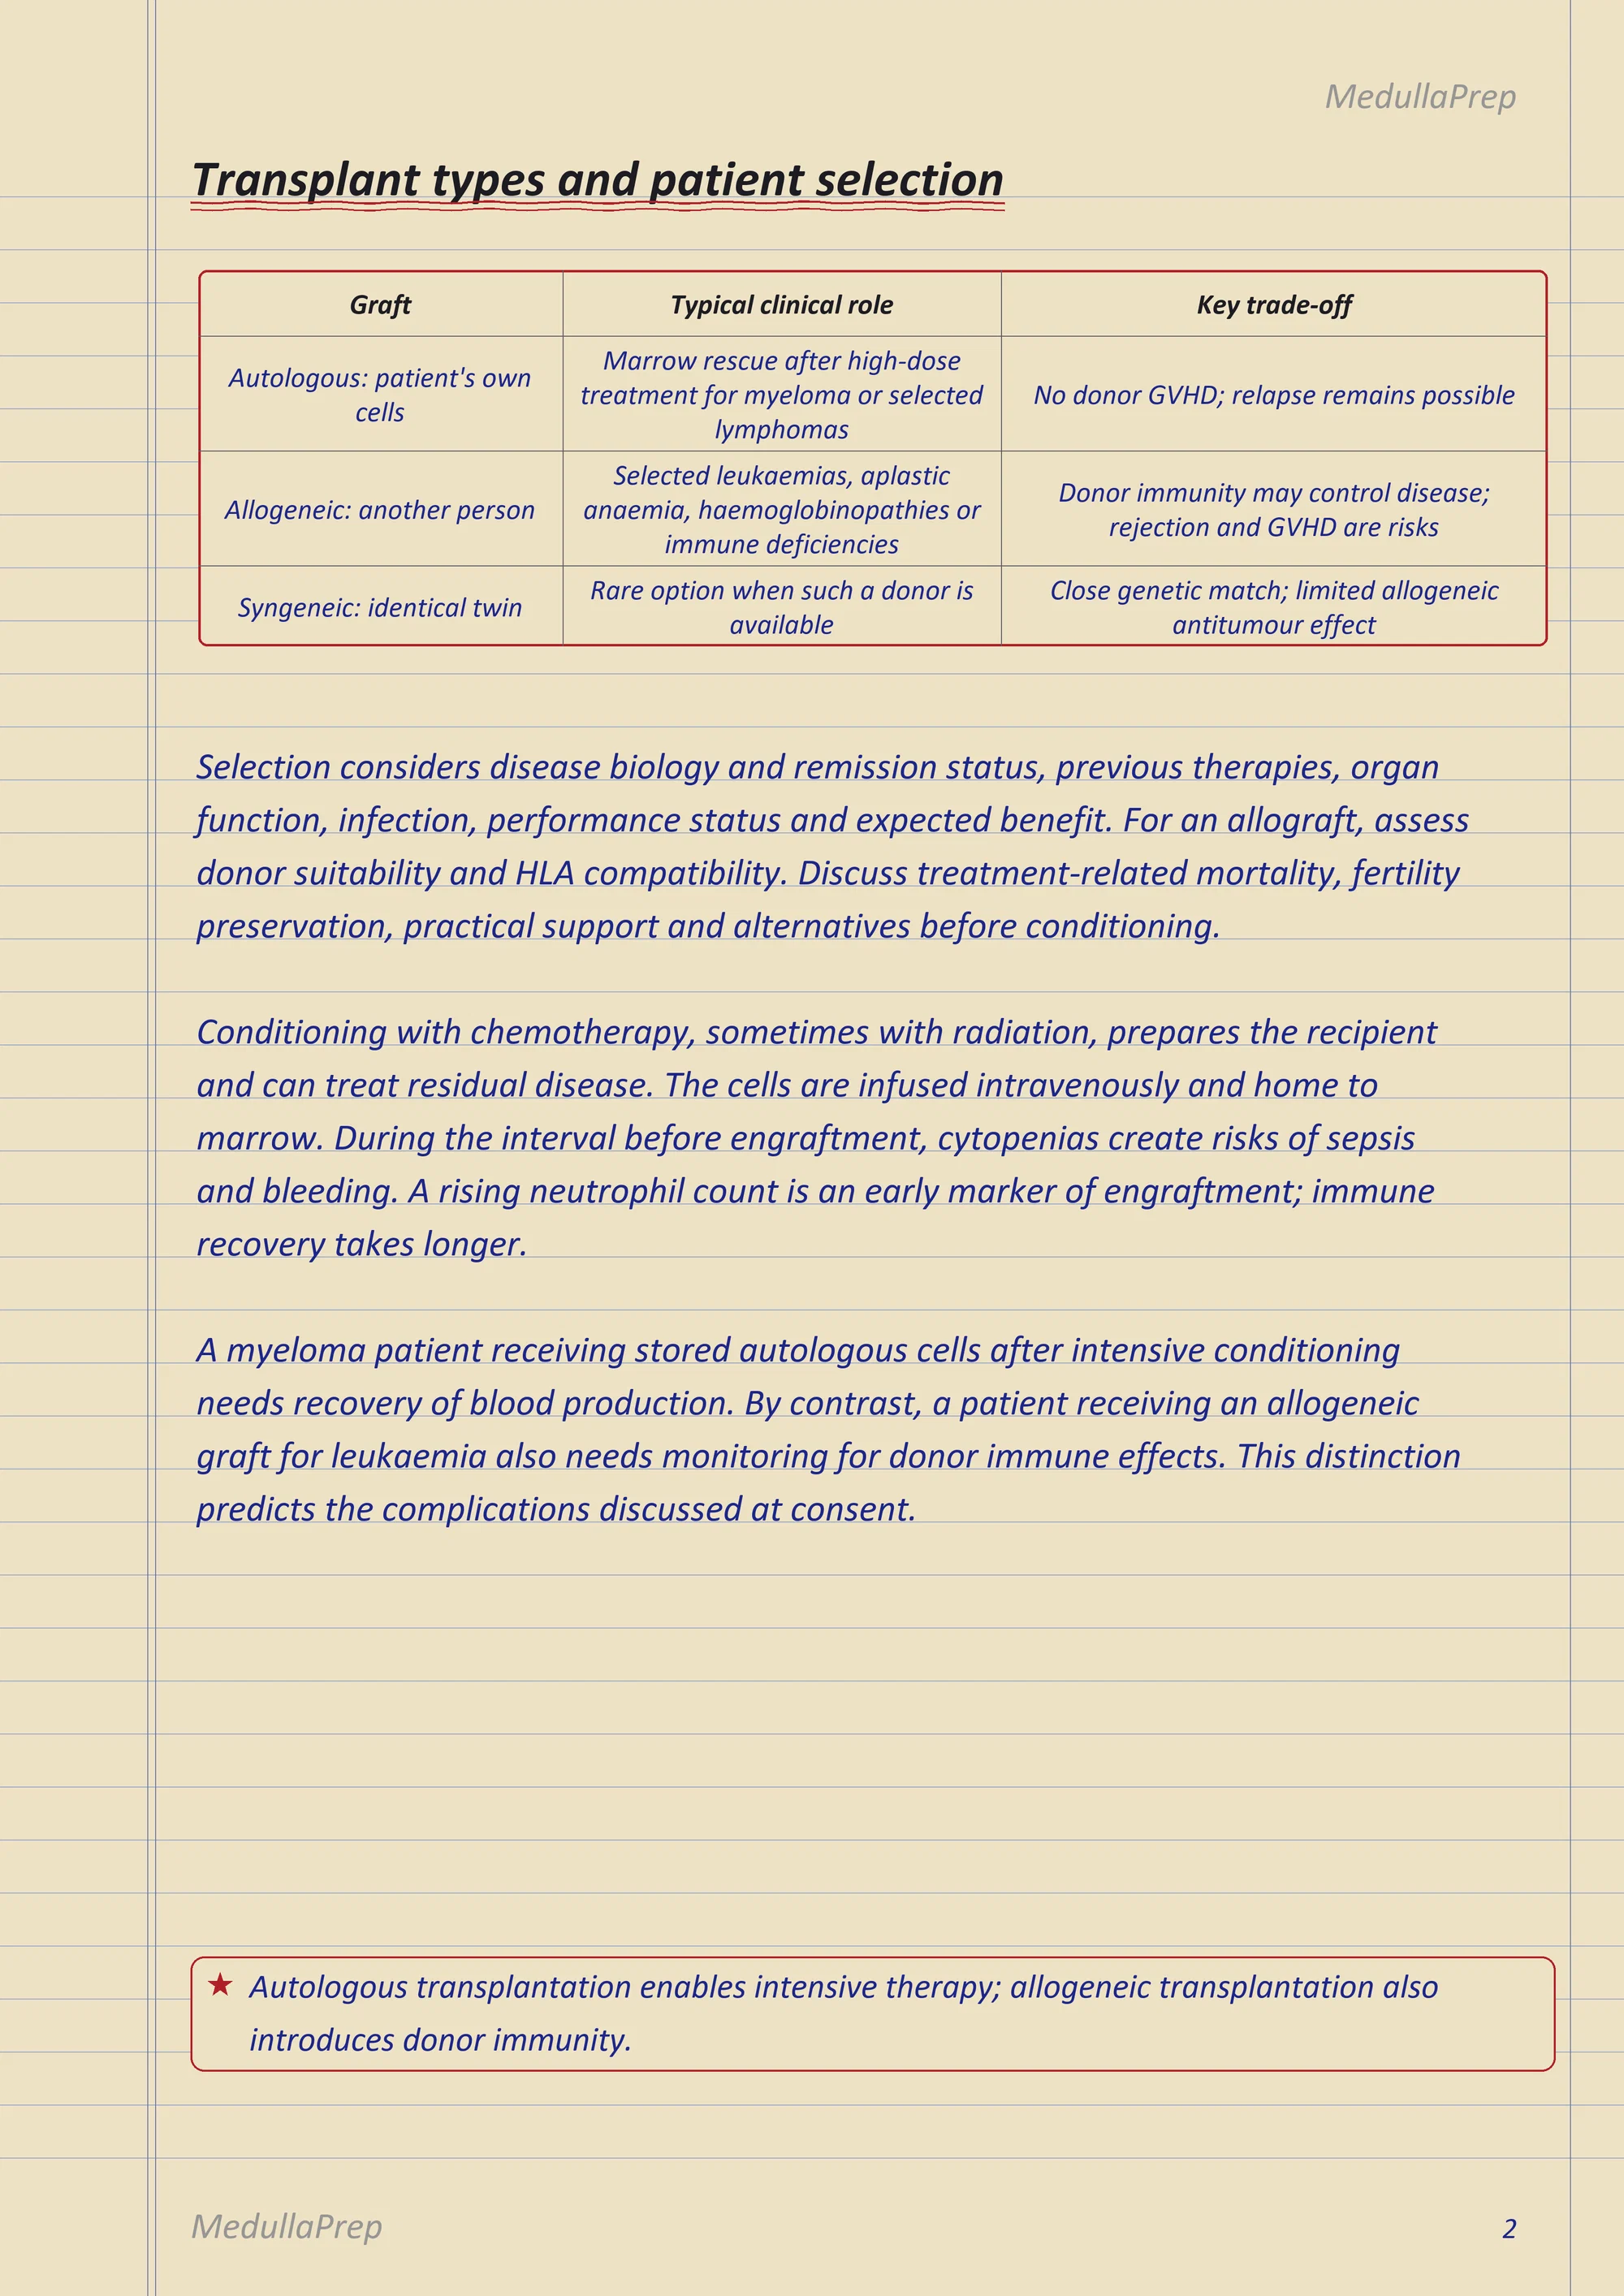 MedullaPrep
Transplant types and patient selection
Graft
Typical clinical role
Key trade-off
Autologous: patient's own
cells
Marrow rescue after high-dose
treatment for myeloma or selected
lymphomas
No donor GVHD; relapse remains possible
Allogeneic: another person
Selected leukaemias, aplastic
anaemia, haemoglobinopathies or
immune deficiencies
Donor immunity may control disease;
rejection and GVHD are risks
Syngeneic: identical twin
Rare option when such a donor is
available
Close genetic match; limited allogeneic
antitumour effect
Selection considers disease biology and remission status, previous therapies, organ
function, infection, performance status and expected benefit. For an allograft, assess
donor suitability and HLA compatibility. Discuss treatment-related mortality, fertility
preservation, practical support and alternatives before conditioning.
Conditioning with chemotherapy, sometimes with radiation, prepares the recipient
and can treat residual disease. The cells are infused intravenously and home to
marrow. During the interval before engraftment, cytopenias create risks of sepsis
and bleeding. A rising neutrophil count is an early marker of engraftment; immune
recovery takes longer.
A myeloma patient receiving stored autologous cells after intensive conditioning
needs recovery of blood production. By contrast, a patient receiving an allogeneic
graft for leukaemia also needs monitoring for donor immune effects. This distinction
predicts the complications discussed at consent.
★ Autologous transplantation enables intensive therapy; allogeneic transplantation also
introduces donor immunity.
MedullaPrep
2